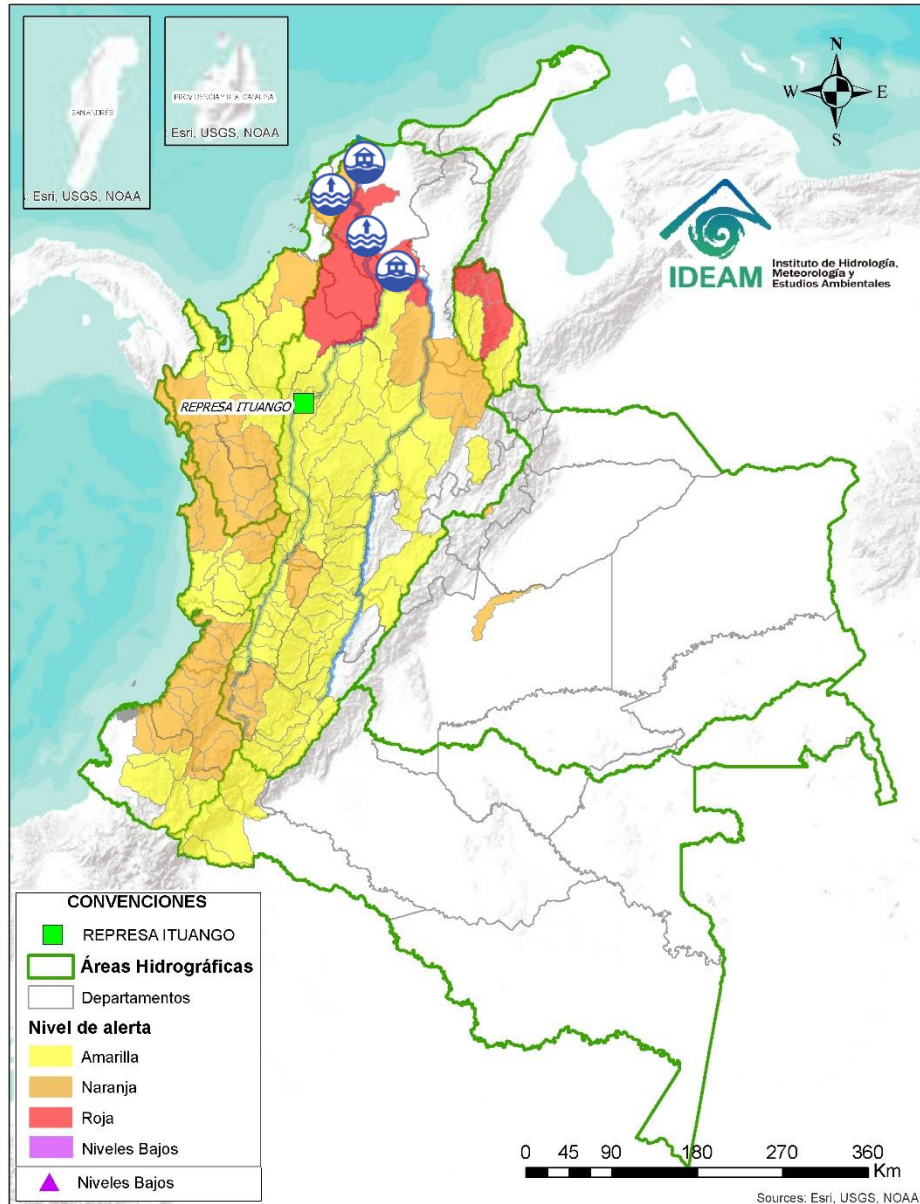 SAN ANDRÉS
: Esri, USGS, NOAA
PROVIDENCIA Y STA. CATALINA
Esri, USGS, NOAA
N
W
E
S
IDEAM
Instituto de Hidrología,
Meteorología y
Estudios Ambientales
REPRESA ITUANGO
CONVENCIONES
REPRESA ITUANGO
Áreas Hidrográficas
Departamentos
Nivel de alerta
Amarilla
Naranja
Roja
Niveles Bajos
Niveles Bajos
0 45 90 180 270 360
Km
Sources: Esri, USGS, NOAA